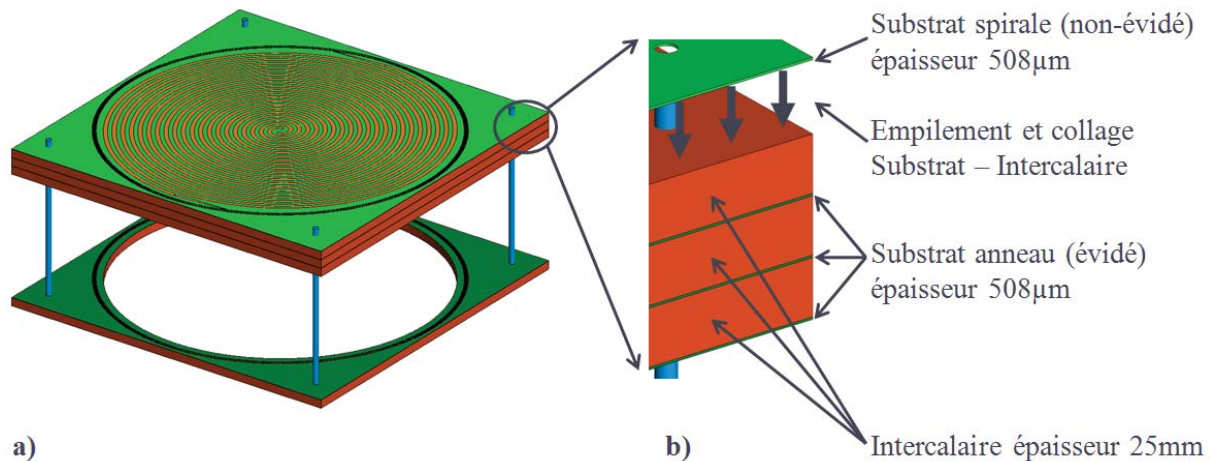 Substrat spirale (non-évidé)
épaisseur 508µm
Empilement et collage
Substrat – Intercalaire
Substrat anneau (évidé)
épaisseur 508µm
Intercalaire épaisseur 25mm
a)
b)